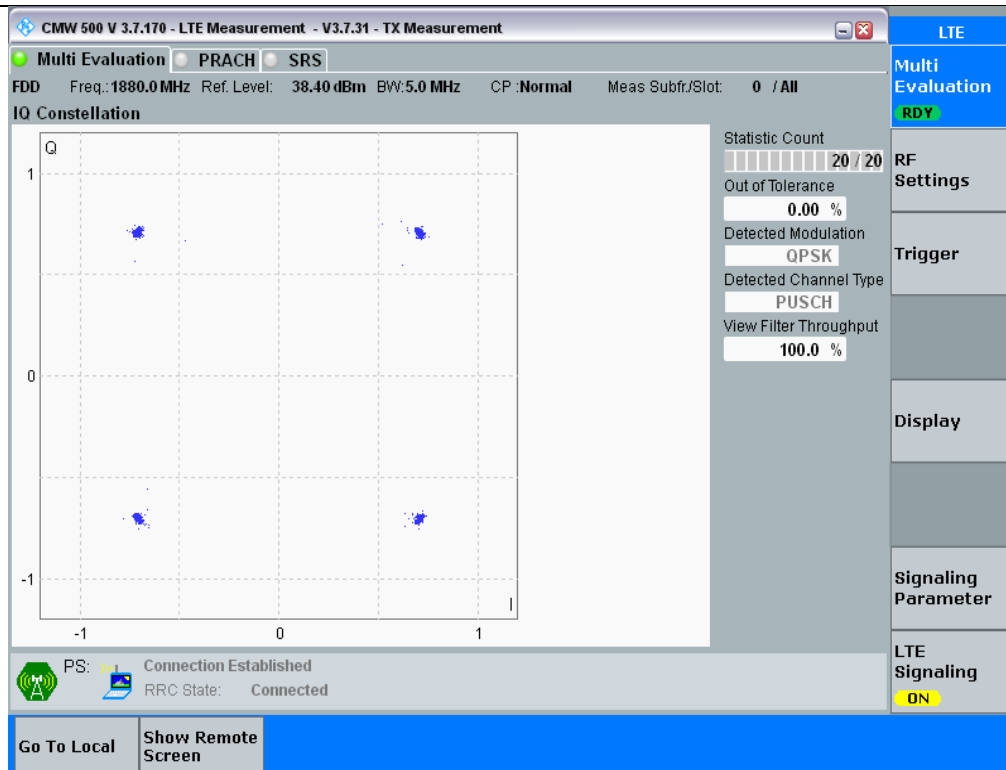 CMW 500 V 3.7.170 - LTE Measurement - V3.7.31 - TX Measurement
LTE
Multi Evaluation PRACH SRS
FDD Freq.: 1880.0 MHz Ref. Level: 38.40 dBm BW: 5.0 MHz CP : Normal Meas Subfr./Slot: 0 / All
IQ Constellation
Q
1
0
-1
-1 0 1
I
Statistic Count
20 / 20
Out of Tolerance
0.00 %
Detected Modulation
QPSK
Detected Channel Type
PUSCH
View Filter Throughput
100.0 %
Multi
Evaluation
RDY
RF
Settings
Trigger
Display
Signaling
Parameter
LTE
Signaling
ON
PS: Connection Established
RRC State: Connected
Go To Local
Show Remote
Screen